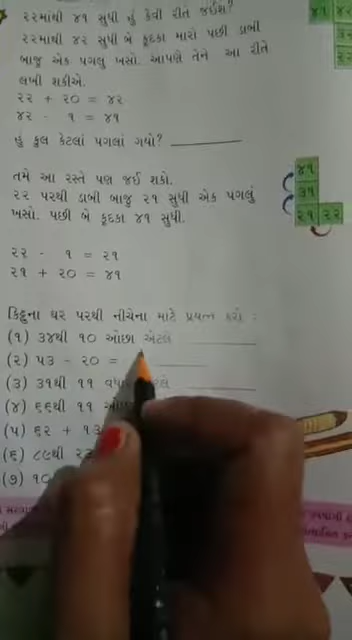 ૨૨માંથી ૪૧ સુધી હું કેવી રીતે જઈશ?
૨૨માંથી ૪૨ સુધી બે કૂદકા મારો પછી ડાબી
બાજુ એક પગલું ખસો. આપણે તેને આ રીતે
લખી શકીએ.
૨૨ + ૨૦ = ૪૨
૪૨ - ૧ = ૪૧
હું કુલ કેટલાં પગલાં ગયો?
તમે આ રસ્તે પણ જઈ શકો.
૨૨ પરથી ડાબી બાજુ ૨૧ સુધી એક પગલું
ખસો. પછી બે કૂદકા ૪૧ સુધી.
૪૧
૩૧
૨૧ ૨૨
૨૨ - ૧ = ૨૧
૨૧ + ૨૦ = ૪૧
કિટ્ટુના ઘર પરથી નીચેના માટે પ્રયત્ન કરો :
(૧) ૩૪થી ૧૦ ઓછા એટલે
(૨) ૫૩ - ૨૦ =
(૩) ૩૧થી ૧૧
(૪) ૬૬થી ૧૧
(૫) ૬૨ + ૧૩
(૬) ૮૯થી ૨૩
(૭)